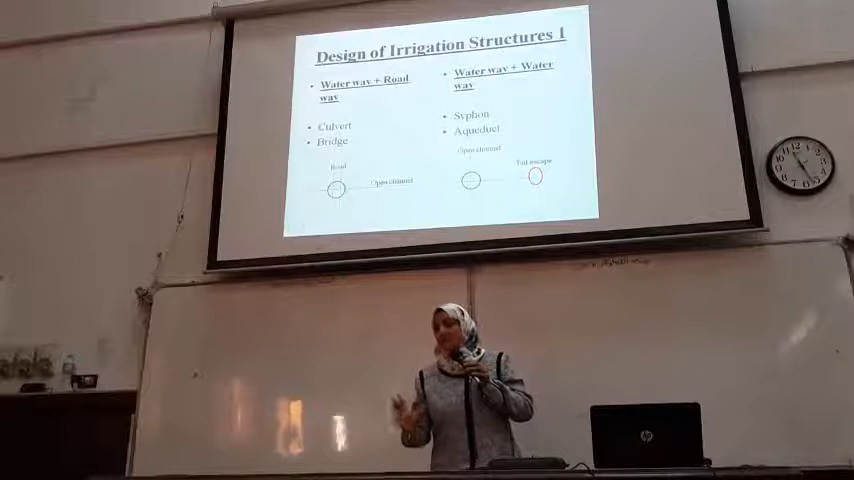 Design of Irrigation Structures 1
• Water way + Road
way
• Culvert
• Bridge
Road
Open channel
• Water way + Water
way
• Syphon
• Aqueduct
Open channel
Tail escape
hp